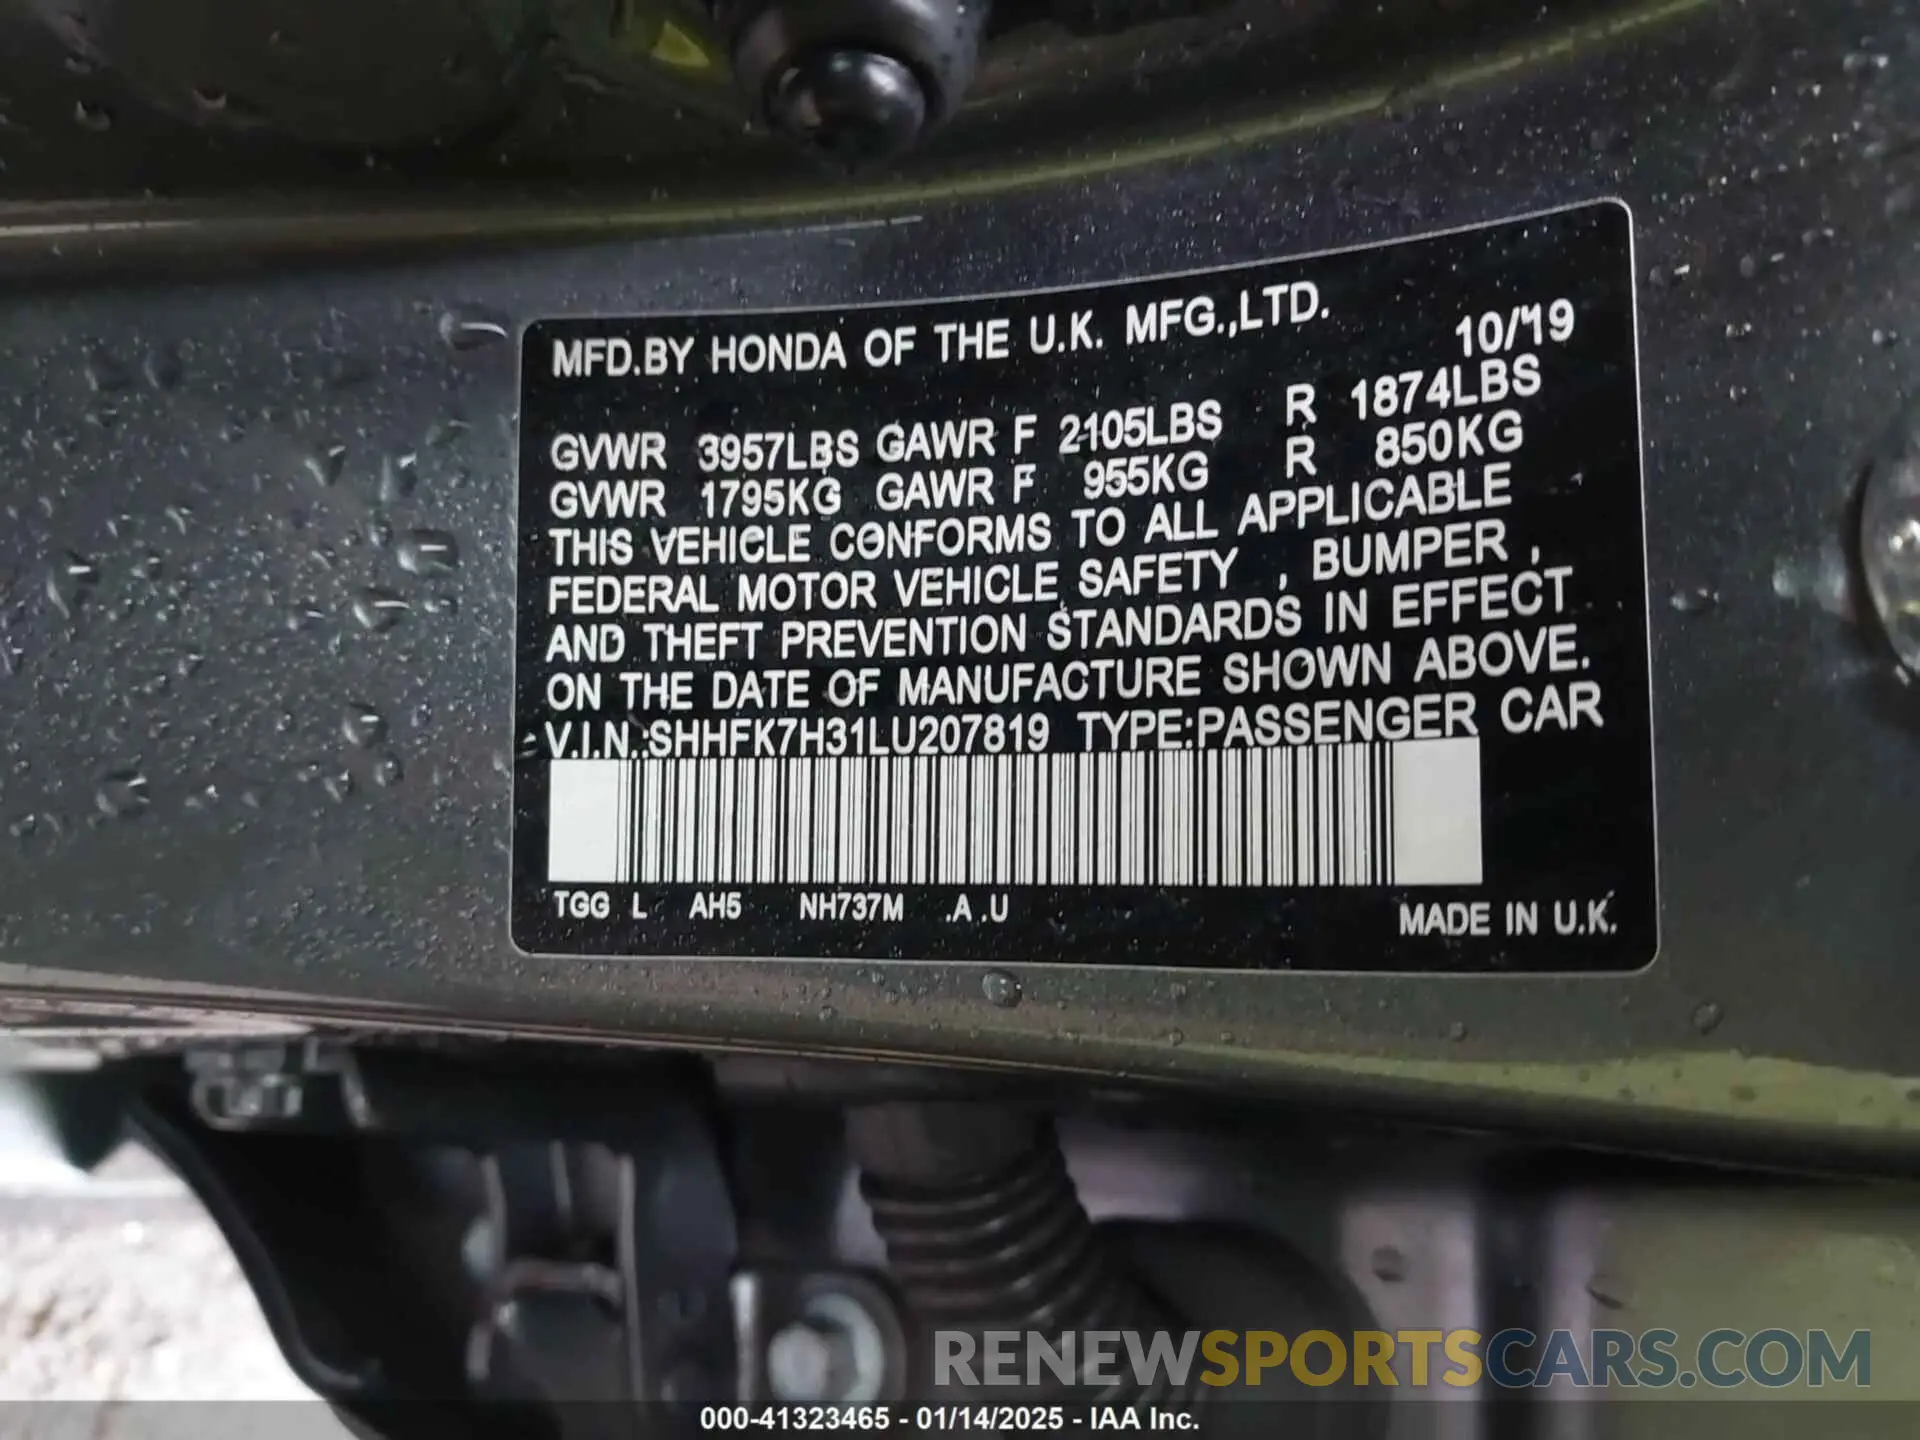 MFD.BY HONDA OF THE U.K. MFG.,LTD.
10/19
GVWR 3957LBS GAWR F 2105LBS R 1874LBS
GVWR 1795KG GAWR F 955KG R 850KG
THIS VEHICLE CONFORMS TO ALL APPLICABLE
FEDERAL MOTOR VEHICLE SAFETY , BUMPER ,
AND THEFT PREVENTION STANDARDS IN EFFECT
ON THE DATE OF MANUFACTURE SHOWN ABOVE.
V.I.N.:SHHFK7H31LU207819 TYPE:PASSENGER CAR
TGG L AH5 NH737M .A .U
MADE IN U.K.
RENEWSPORTSCARS.COM
000-41323465 - 01/14/2025 - IAA Inc.